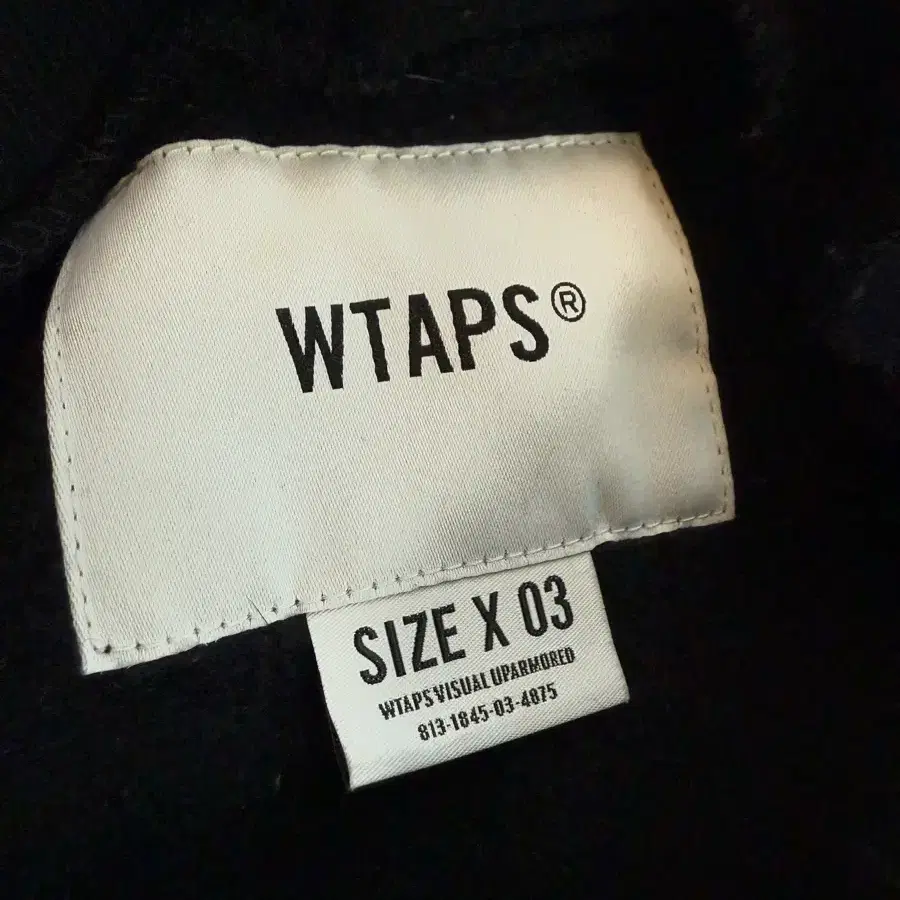 WTAPS®
SIZE X 03
WTAPS VISUAL UPARMORED
813-1845-03-4875